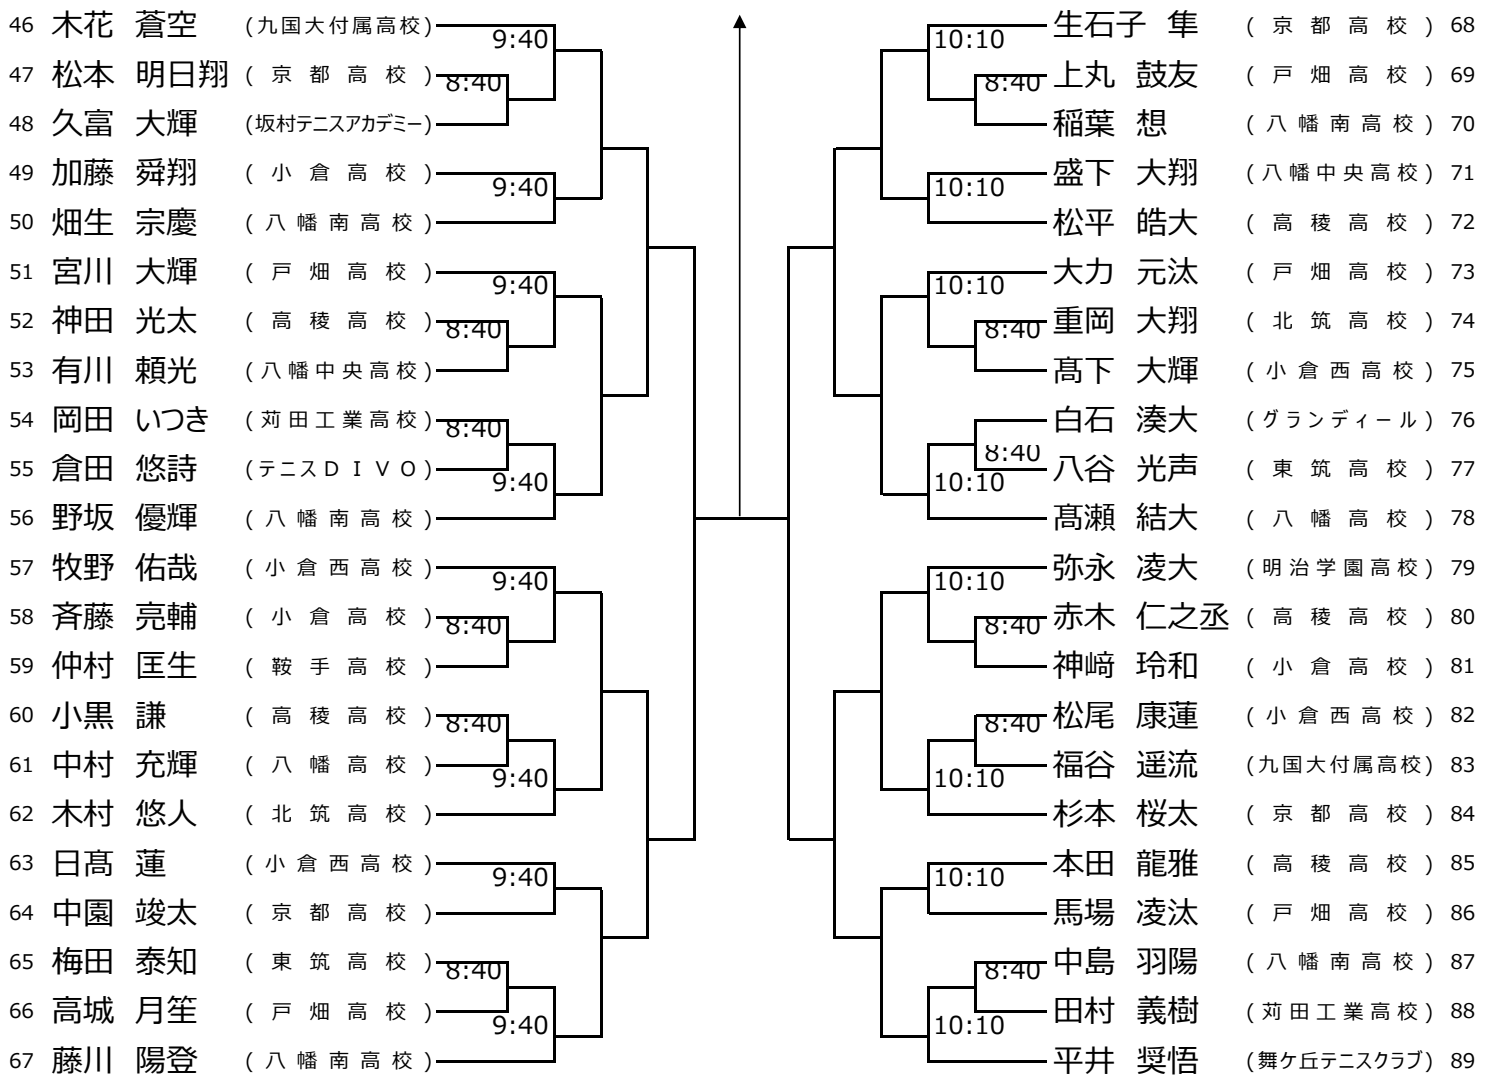 46 木花 蒼空 (九国大付属高校) 9:40
47 松本 明日翔 (京都高校) 8:40
48 久富 大輝 (坂村テニスアカデミー)
49 加藤 舜翔 (小倉高校) 9:40
50 畑生 宗慶 (八幡南高校)
51 宮川 大輝 (戸畑高校) 9:40
52 神田 光太 (高稜高校) 8:40
53 有川 頼光 (八幡中央高校)
54 岡田 いつき (苅田工業高校) 8:40
55 倉田 悠詩 (テニスDIVO) 9:40
56 野坂 優輝 (八幡南高校)
57 牧野 佑哉 (小倉西高校) 9:40
58 斉藤 亮輔 (小倉高校) 8:40
59 仲村 匡生 (鞍手高校)
60 小黒 謙 (高稜高校) 8:40
61 中村 充輝 (八幡高校) 9:40
62 木村 悠人 (北筑高校)
63 日髙 蓮 (小倉西高校) 9:40
64 中園 竣太 (京都高校)
65 梅田 泰知 (東筑高校) 8:40
66 高城 月笙 (戸畑高校) 9:40
67 藤川 陽登 (八幡南高校)
10:10 生石子 隼 (京都高校) 68
8:40 上丸 鼓友 (戸畑高校) 69
稲葉 想 (八幡南高校) 70
10:10 盛下 大翔 (八幡中央高校) 71
松平 皓大 (高稜高校) 72
10:10 大力 元汰 (戸畑高校) 73
8:40 重岡 大翔 (北筑高校) 74
髙下 大輝 (小倉西高校) 75
白石 湊大 (グランディール) 76
8:40 八谷 光声 (東筑高校) 77
10:10 髙瀬 結大 (八幡高校) 78
10:10 弥永 凌大 (明治学園高校) 79
8:40 赤木 仁之丞 (高稜高校) 80
神﨑 玲和 (小倉高校) 81
8:40 松尾 康蓮 (小倉西高校) 82
10:10 福谷 遥流 (九国大付属高校) 83
杉本 桜太 (京都高校) 84
10:10 本田 龍雅 (高稜高校) 85
馬場 凌汰 (戸畑高校) 86
8:40 中島 羽陽 (八幡南高校) 87
10:10 田村 義樹 (苅田工業高校) 88
平井 奨悟 (舞ケ丘テニスクラブ) 89